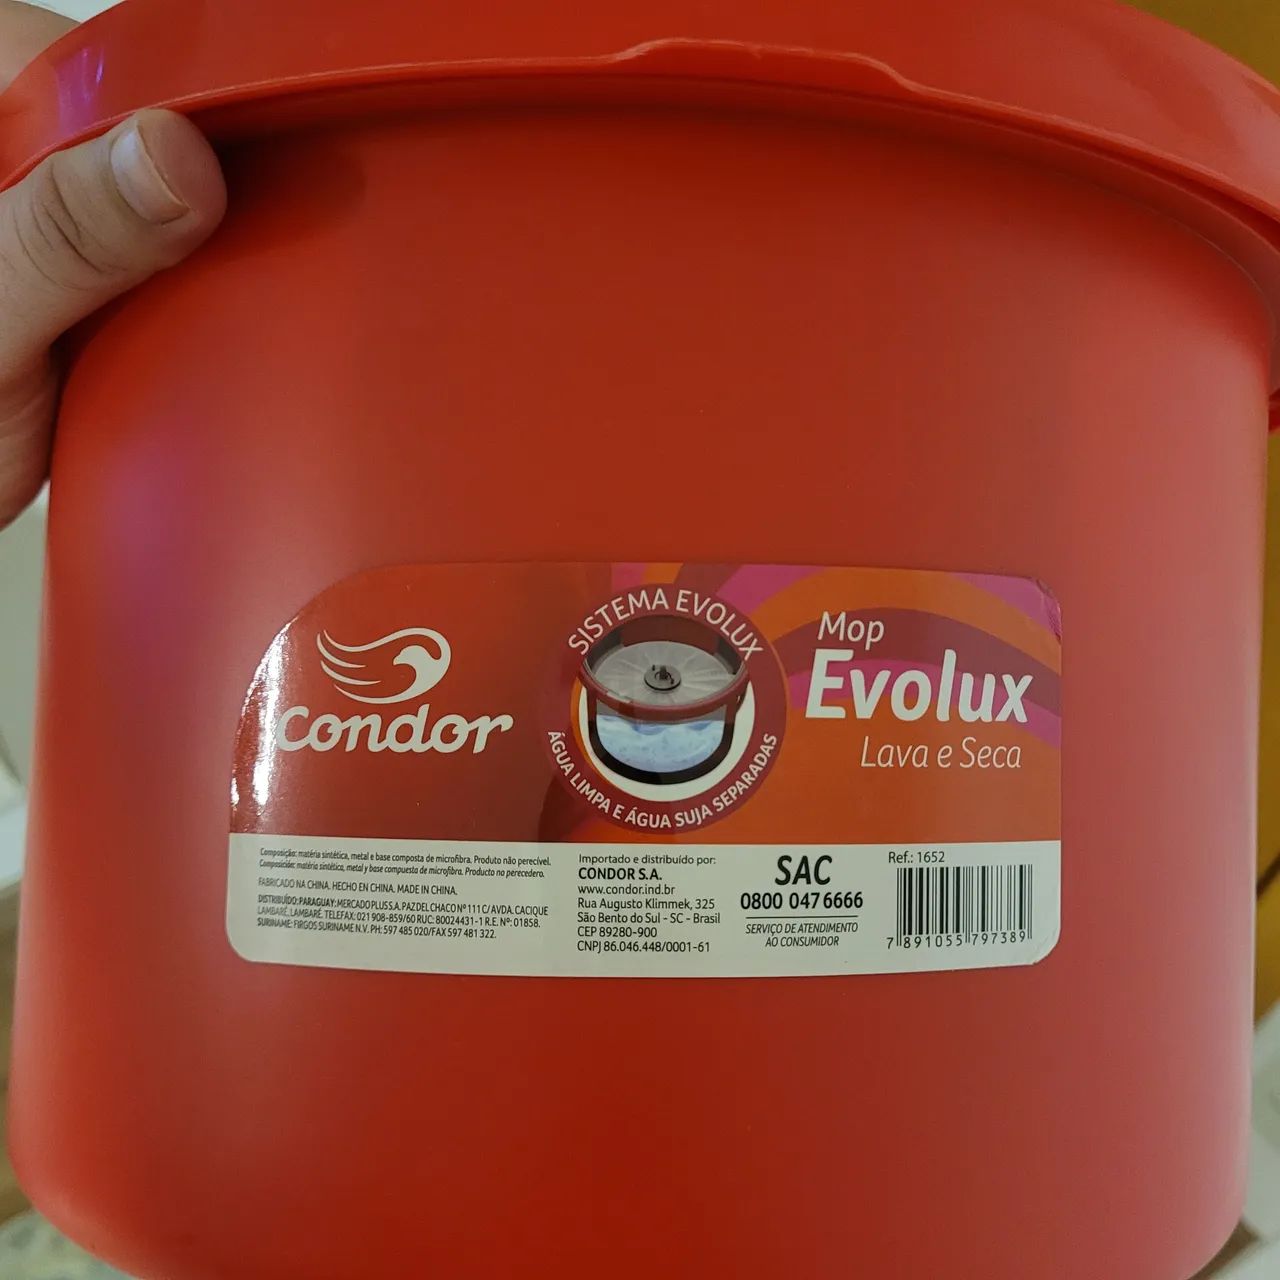 Condor
SISTEMA EVOLUX
ÁGUA LIMPA E ÁGUA SUJA SEPARADAS
Mop
Evolux
Lava e Seca
Composição: matéria sintética, metal e base composta de microfibra. Produto não perecível.
Composición: matéria sintética, metal y base compuesta de microfibra. Producto no perecedero.
FABRICADO NA CHINA. HECHO EN CHINA. MADE IN CHINA.
DISTRIBUÍDO: PARAGUAY: MERCADO PLUS S.A. PAZ DEL CHACO Nº 111 C/ AVDA. CACIQUE
LAMBARÉ, LAMBARÉ. TELEFAX: 021 908-859/60 RUC: 80024431-1 R.E. Nº: 01858.
SURINAME: FIRGOS SURINAME N.V. PH: 597 485 020/FAX 597 481 322.
Importado e distribuído por:
CONDOR S.A.
www.condor.ind.br
Rua Augusto Klimmek, 325
São Bento do Sul - SC - Brasil
CEP 89280-900
CNPJ 86.046.448/0001-61
SAC
0800 047 6666
SERVIÇO DE ATENDIMENTO
AO CONSUMIDOR
Ref.: 1652
7 891055 797389